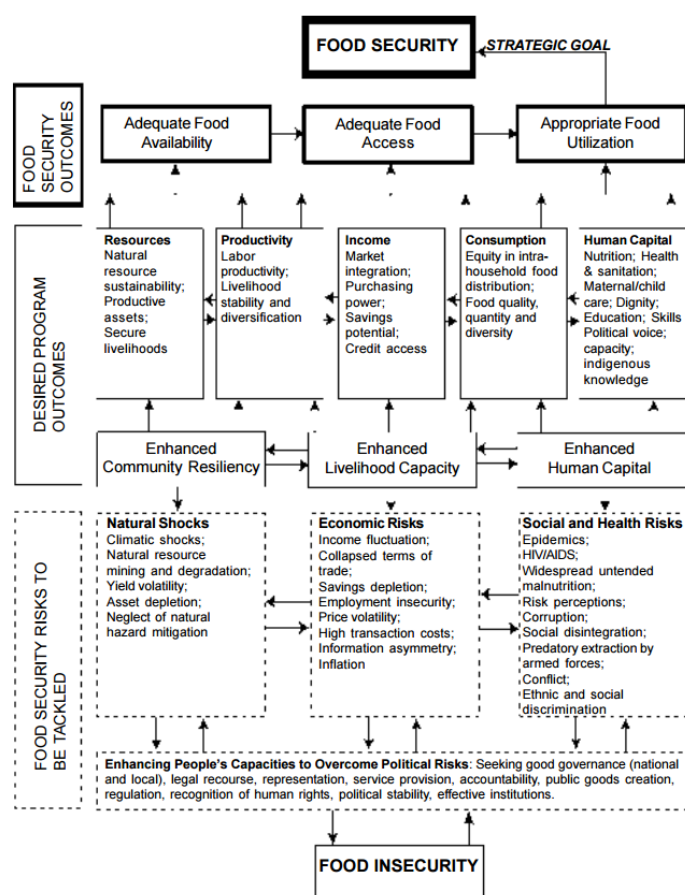 FOOD SECURITY
STRATEGIC GOAL
FOOD
SECURITY
OUTCOMES
Adequate Food
Availability
Adequate Food
Access
Appropriate Food
Utilization
DESIRED PROGRAM
OUTCOMES
Resources
Natural
resource
sustainability;
Productive
assets;
Secure
livelihoods
Productivity
Labor
productivity;
Livelihood
stability and
diversification
Income
Market
integration;
Purchasing
power;
Savings
potential;
Credit access
Consumption
Equity in intra-
household food
distribution;
Food quality,
quantity and
diversity
Human Capital
Nutrition; Health
& sanitation;
Maternal/child
care; Dignity;
Education; Skills
Political voice;
capacity;
indigenous
knowledge
Enhanced
Community Resiliency
Enhanced
Livelihood Capacity
Enhanced
Human Capital
FOOD SECURITY RISKS TO
BE TACKLED
Natural Shocks
Climatic shocks;
Natural resource
mining and degradation;
Yield volatility;
Asset depletion;
Neglect of natural
hazard mitigation
Economic Risks
Income fluctuation;
Collapsed terms of
trade;
Savings depletion;
Employment insecurity;
Price volatility;
High transaction costs;
Information asymmetry;
Inflation
Social and Health Risks
Epidemics;
HIV/AIDS;
Widespread untended
malnutrition;
Risk perceptions;
Corruption;
Social disintegration;
Predatory extraction by
armed forces;
Conflict;
Ethnic and social
discrimination
Enhancing People's Capacities to Overcome Political Risks: Seeking good governance (national
and local), legal recourse, representation, service provision, accountability, public goods creation,
regulation, recognition of human rights, political stability, effective institutions.
FOOD INSECURITY